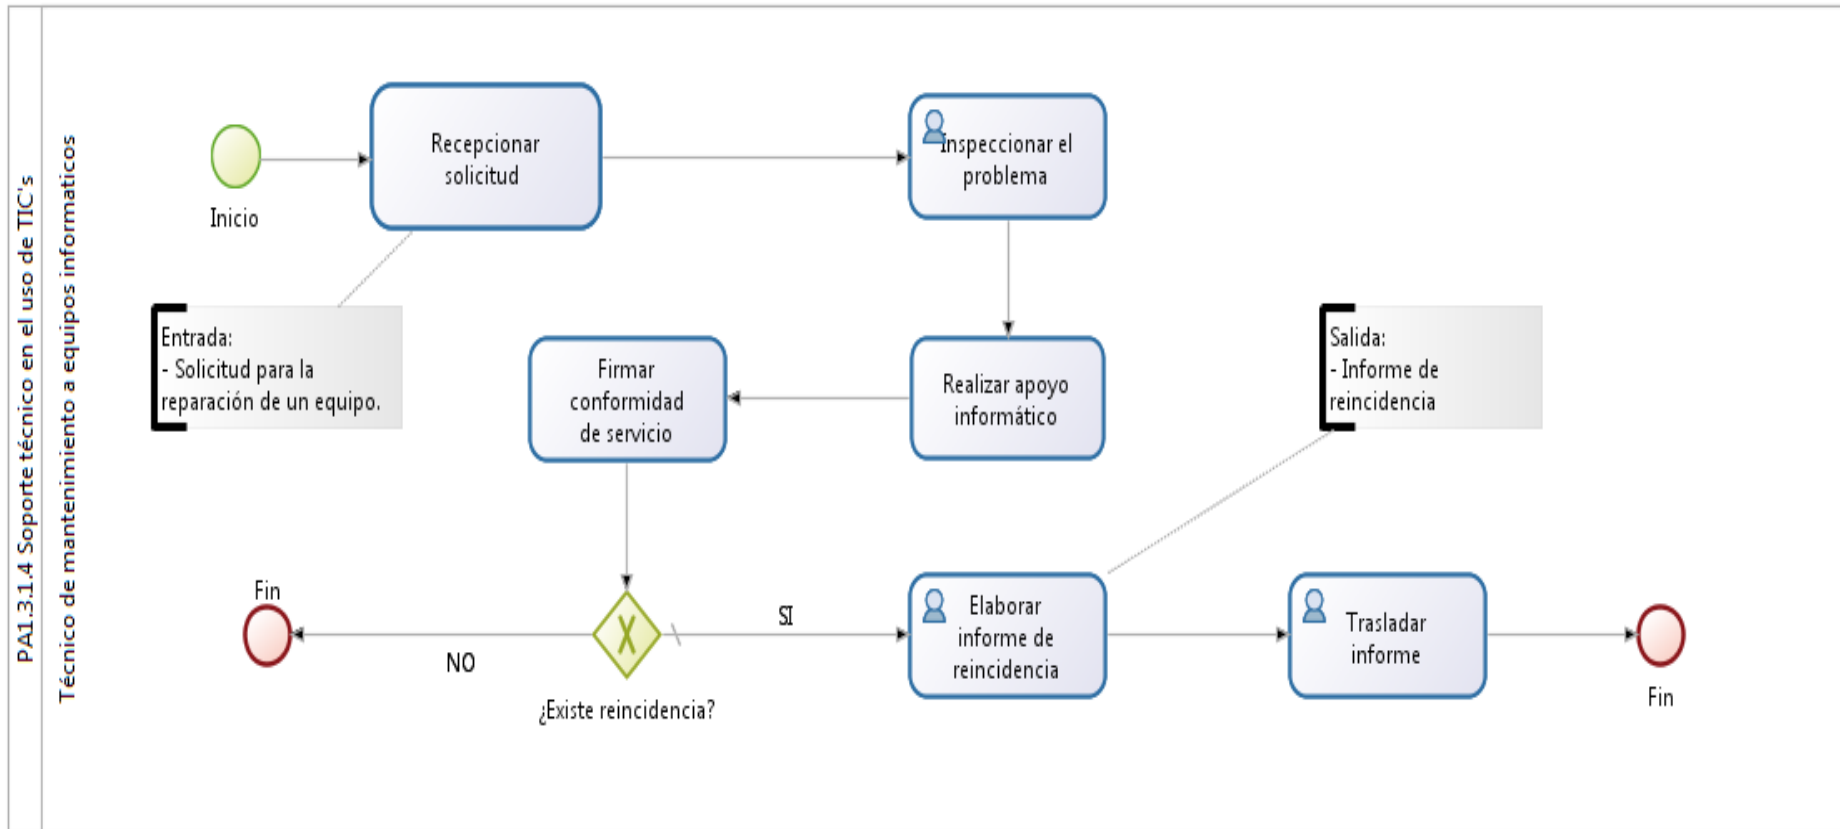 PA1.3.1.4 Soporte técnico en el uso de TIC's
Técnico de mantenimiento a equipos informaticos
Inicio
Recepcionar
solicitud
Inspeccionar el
problema
Entrada:
- Solicitud para la
reparación de un equipo.
Firmar
conformidad
de servicio
Realizar apoyo
informático
Salida:
- Informe de
reincidencia
Fin
NO
¿Existe reincidencia?
SI
Elaborar
informe de
reincidencia
Trasladar
informe
Fin